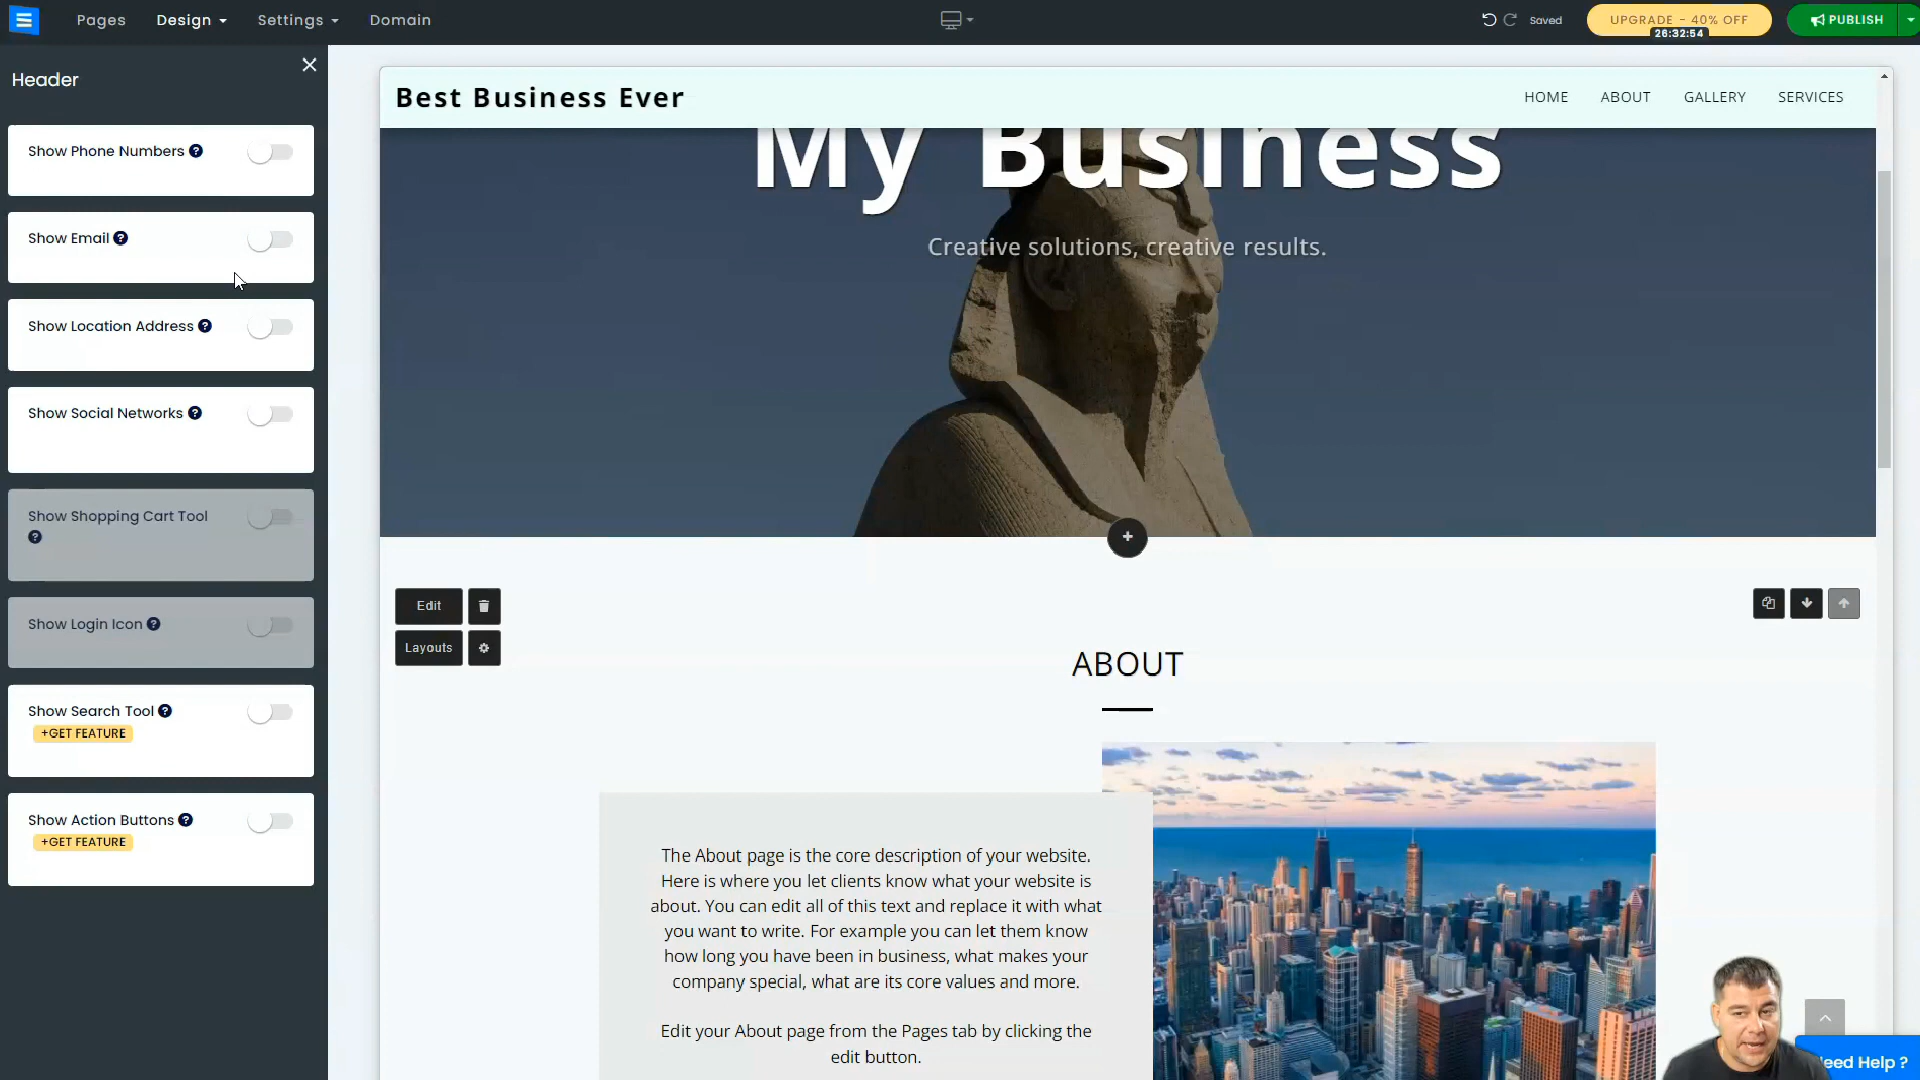 Pages
Design
Settings
Domain
Saved
UPGRADE - 40% OFF
26:32:54
PUBLISH
Header
Show Phone Numbers ?
Show Email ?
Show Location Address ?
Show Social Networks ?
Show Shopping Cart Tool
?
Show Login Icon ?
Show Search Tool ?
+GET FEATURE
Show Action Buttons ?
+GET FEATURE
Best Business Ever
HOME
ABOUT
GALLERY
SERVICES
My Business
Creative solutions, creative results.
+
Edit
Layouts
ABOUT
The About page is the core description of your website.
Here is where you let clients know what your website is
about. You can edit all of this text and replace it with what
you want to write. For example you can let them know
how long you have been in business, what makes your
company special, what are its core values and more.
Edit your About page from the Pages tab by clicking the
edit button.
Help ?